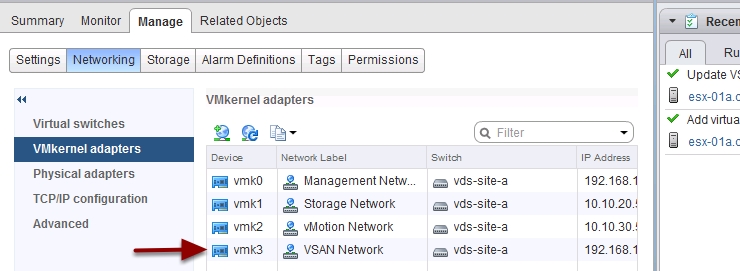 Summary Monitor Manage Related Objects
Settings Networking Storage Alarm Definitions Tags Permissions
Virtual switches
VMkernel adapters
Physical adapters
TCP/IP configuration
Advanced
VMkernel adapters
Filter
Device Network Label Switch IP Address
vmk0 Management Netw... vds-site-a 192.168.1
vmk1 Storage Network vds-site-a 10.10.20.5
vmk2 vMotion Network vds-site-a 10.10.30.5
vmk3 VSAN Network vds-site-a 192.168.1
Recen
All Ru
Update VS
esx-01a.c
Add virtua
esx-01a.c